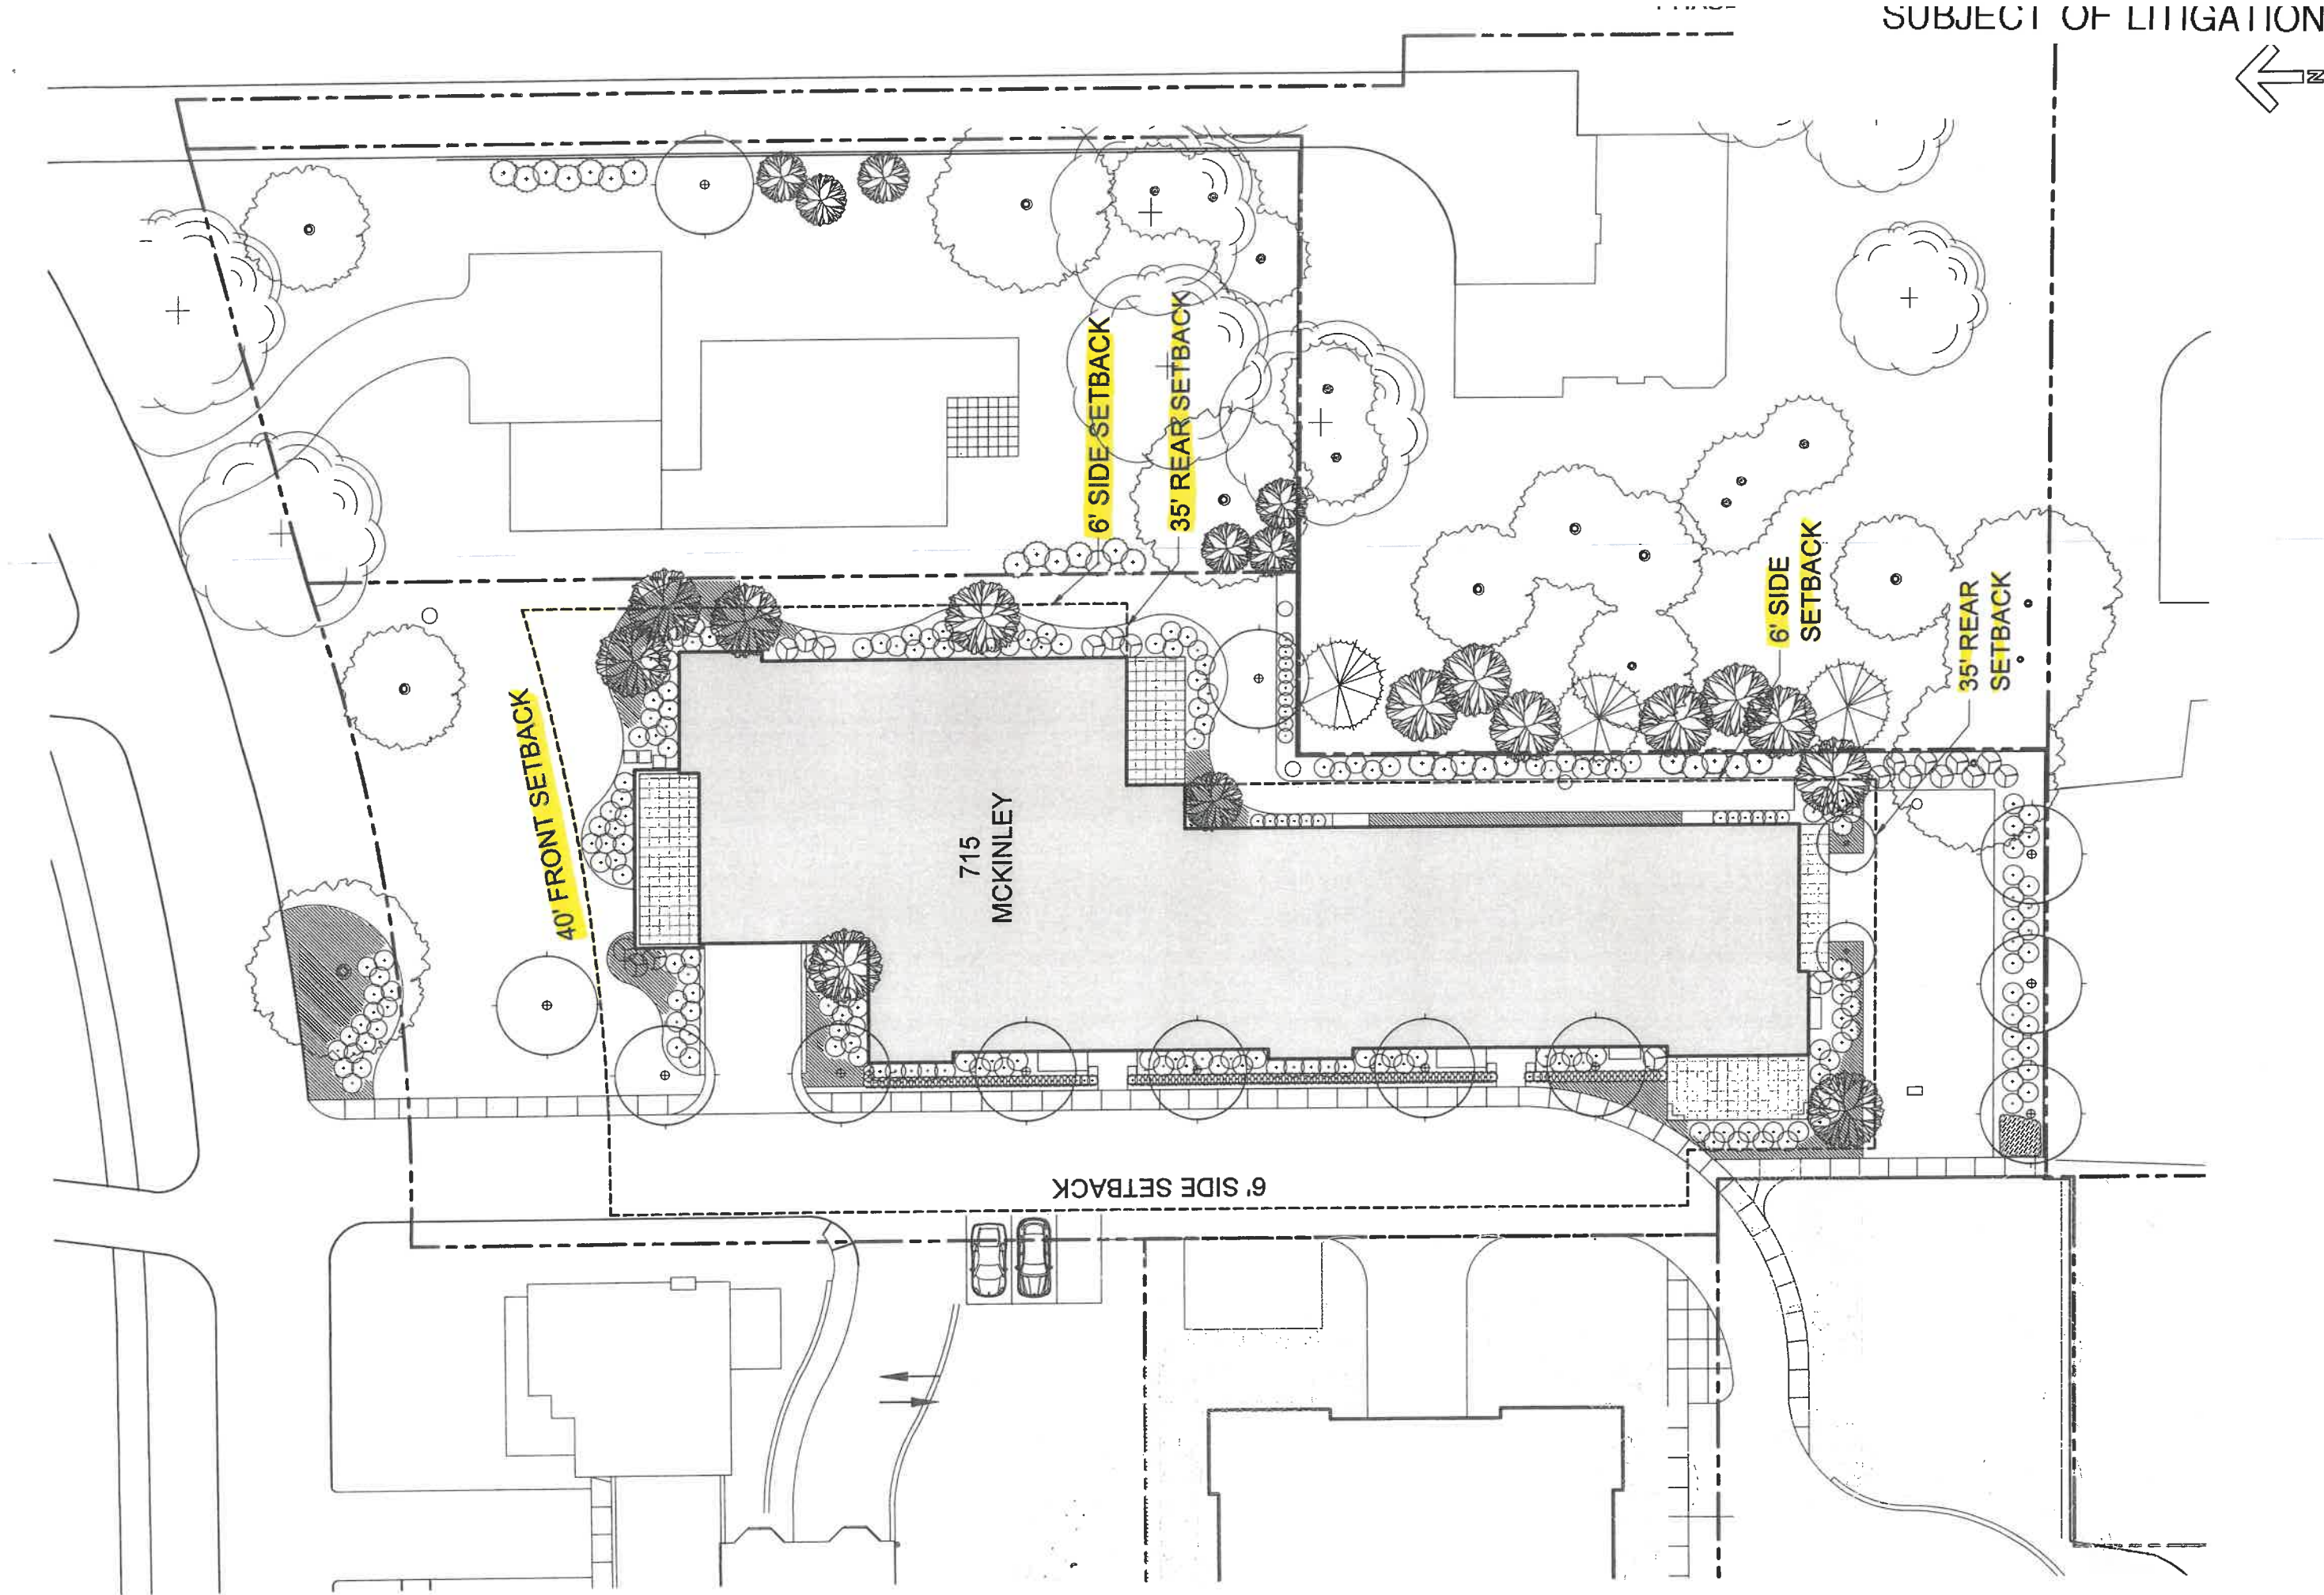 SUBJECT OF LITIGATION
N
6' SIDE SETBACK
35' REAR SETBACK
40' FRONT SETBACK
6' SIDE
SETBACK
35' REAR
SETBACK
715
MCKINLEY
6' SIDE SETBACK